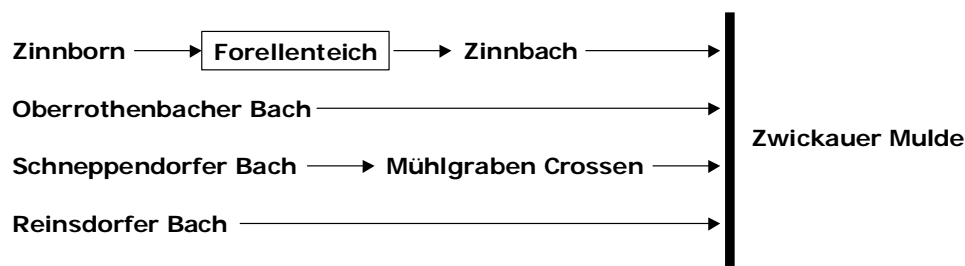 Zinnborn Forellenteich Zinnbach
Oberrothenbacher Bach
Zwickauer Mulde
Schneppendorfer Bach Mühlgraben Crossen
Reinsdorfer Bach